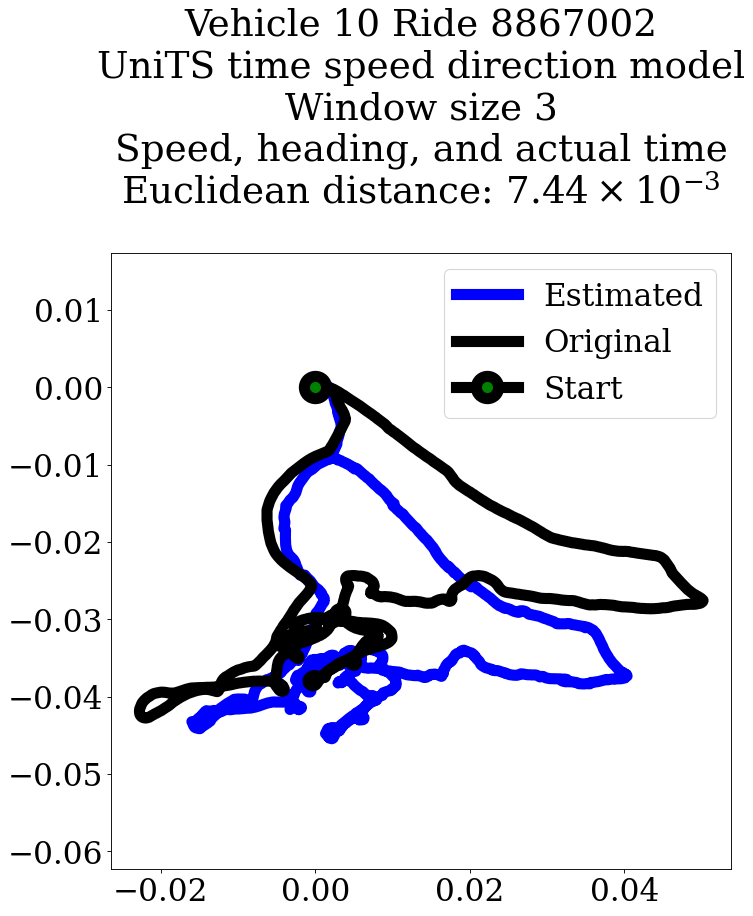 Vehicle 10 Ride 8867002
UniTS time speed direction model
Window size 3
Speed, heading, and actual time
Euclidean distance: 7.44 × 10⁻³
Estimated
Original
Start
0.01
0.00
−0.01
−0.02
−0.03
−0.04
−0.05
−0.06
−0.02 0.00 0.02 0.04